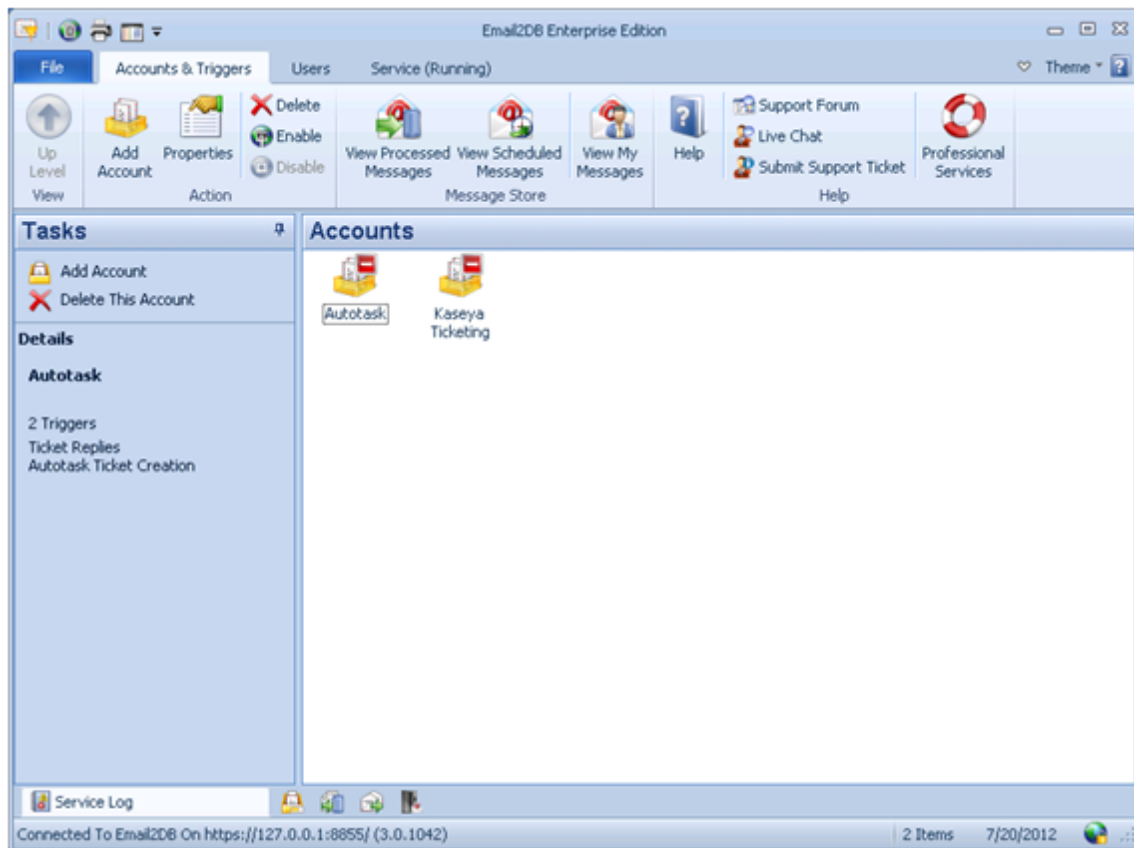 Email2DB Enterprise Edition
File
Accounts & Triggers
Users
Service (Running)
Theme
Up
Level
Add
Account
Properties
Delete
Enable
Disable
View Processed
Messages
View Scheduled
Messages
View My
Messages
Help
Support Forum
Live Chat
Submit Support Ticket
Professional
Services
View
Action
Message Store
Help
Tasks
Add Account
Delete This Account
Details
Autotask
2 Triggers
Ticket Replies
Autotask Ticket Creation
Accounts
Autotask
Kaseya
Ticketing
Service Log
Connected To Email2DB On https://127.0.0.1:8855/ (3.0.1042)
2 Items
7/20/2012